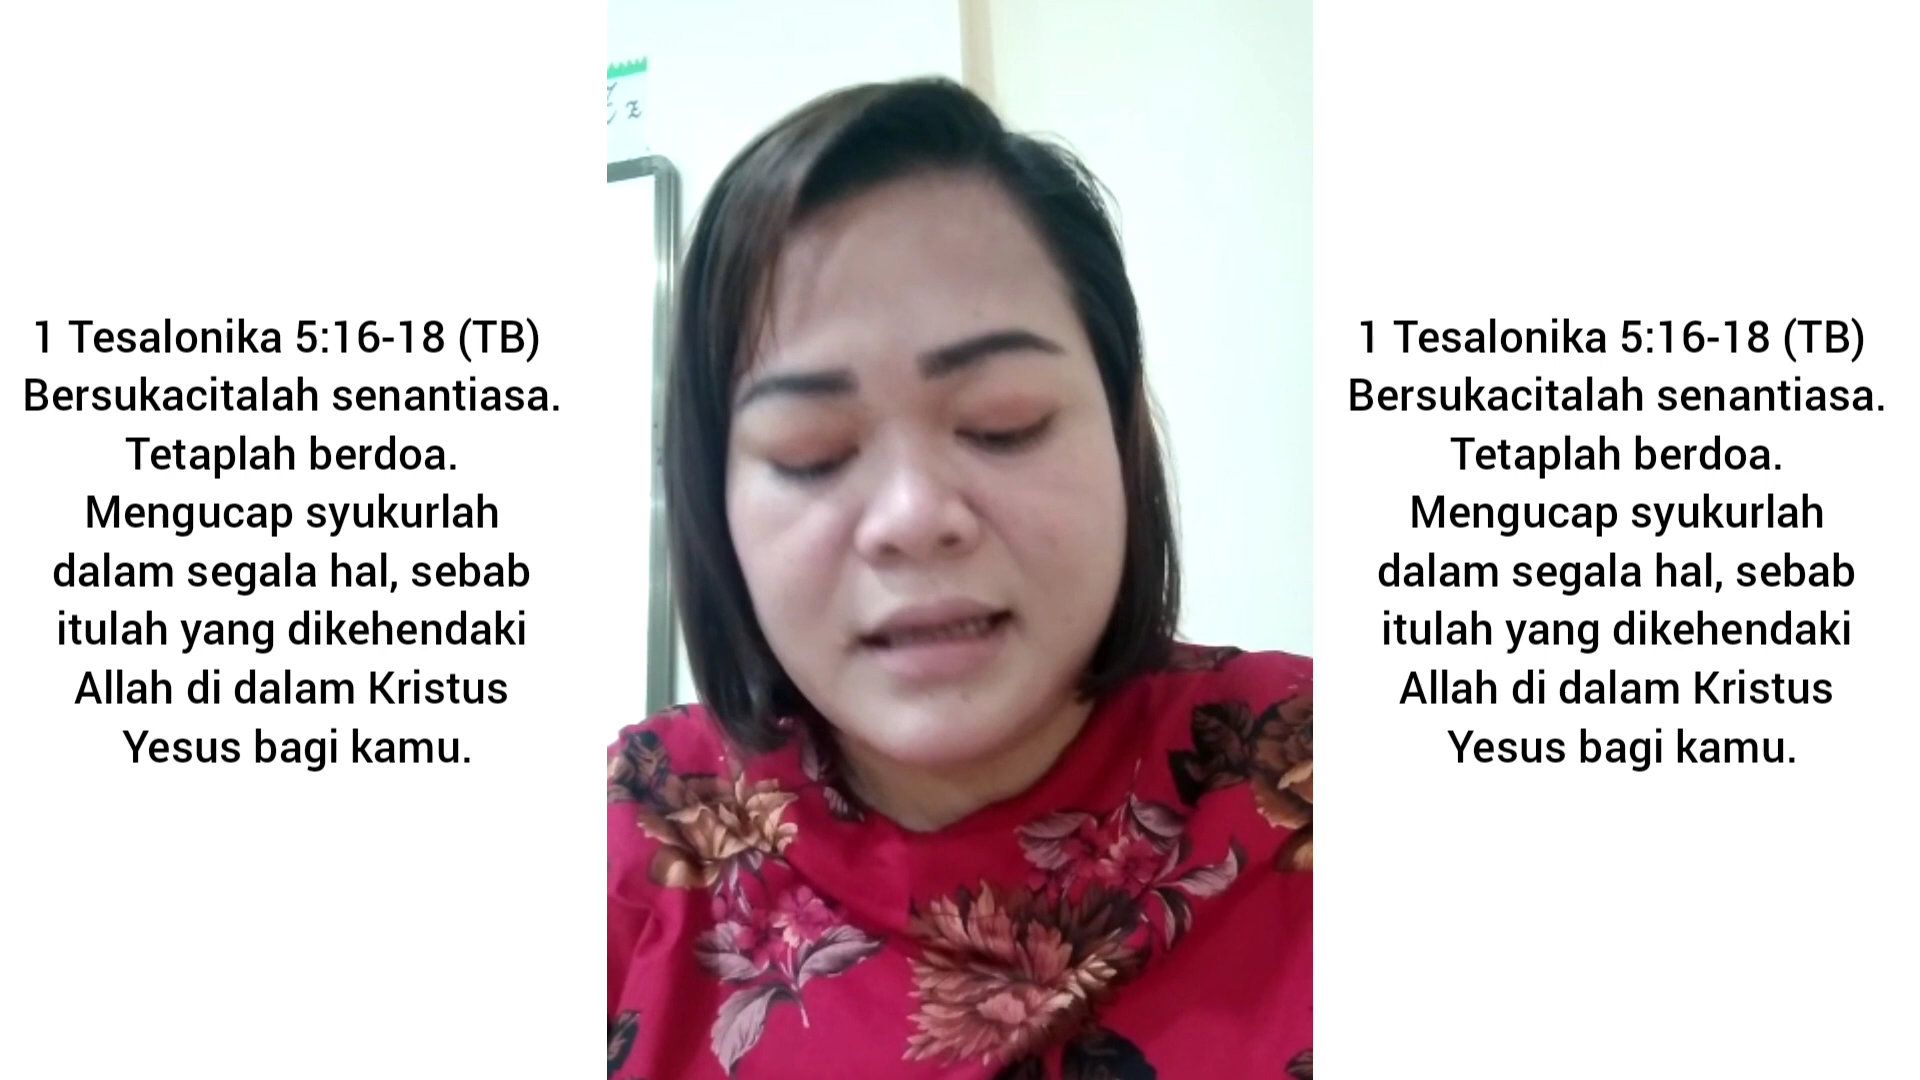 1 Tesalonika 5:16-18 (TB)
Bersukacitalah senantiasa.
Tetaplah berdoa.
Mengucap syukurlah
dalam segala hal, sebab
itulah yang dikehendaki
Allah di dalam Kristus
Yesus bagi kamu.
z
1 Tesalonika 5:16-18 (TB)
Bersukacitalah senantiasa.
Tetaplah berdoa.
Mengucap syukurlah
dalam segala hal, sebab
itulah yang dikehendaki
Allah di dalam Kristus
Yesus bagi kamu.